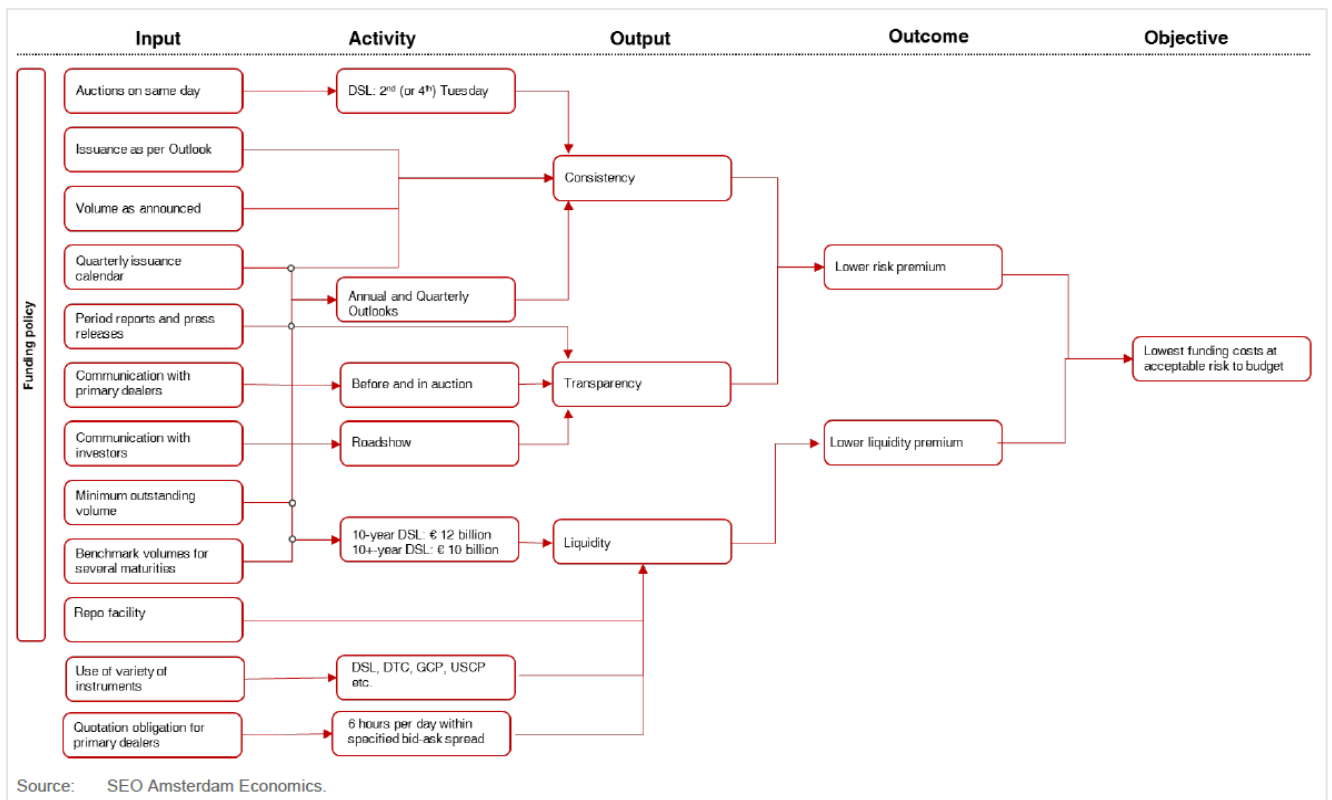 Input
Activity
Output
Outcome
Objective
Funding policy
Auctions on same day
DSL: 2nd (or 4th) Tuesday
Issuance as per Outlook
Consistency
Volume as announced
Quarterly issuance
calendar
Lower risk premium
Annual and Quarterly
Outlooks
Period reports and press
releases
Lowest funding costs at
acceptable risk to budget
Communication with
primary dealers
Before and in auction
Transparency
Communication with
investors
Roadshow
Lower liquidity premium
Minimum outstanding
volume
10-year DSL: € 12 billion
10+-year DSL: € 10 billion
Liquidity
Benchmark volumes for
several maturities
Repo facility
Use of variety of
instruments
DSL, DTC, GCP, USCP
etc.
Quotation obligation for
primary dealers
6 hours per day within
specified bid-ask spread
Source: SEO Amsterdam Economics.